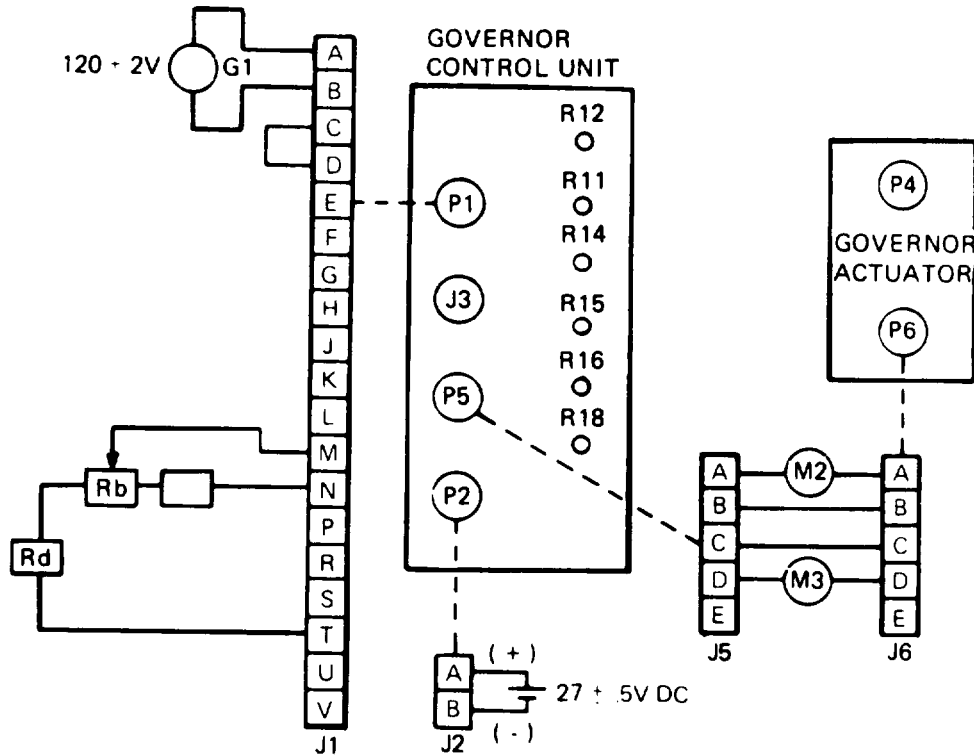 120 + 2V
G1
A
B
C
D
E
F
G
H
J
K
L
M
N
P
R
S
T
U
V
J1
Rb
Rd
GOVERNOR
CONTROL UNIT
R12
R11
R14
R15
R16
R18
P1
J3
P5
P2
A
B
J2
(+)
(-)
27 + .5V DC
P4
GOVERNOR
ACTUATOR
P6
A
B
C
D
E
J5
M2
M3
A
B
C
D
E
J6